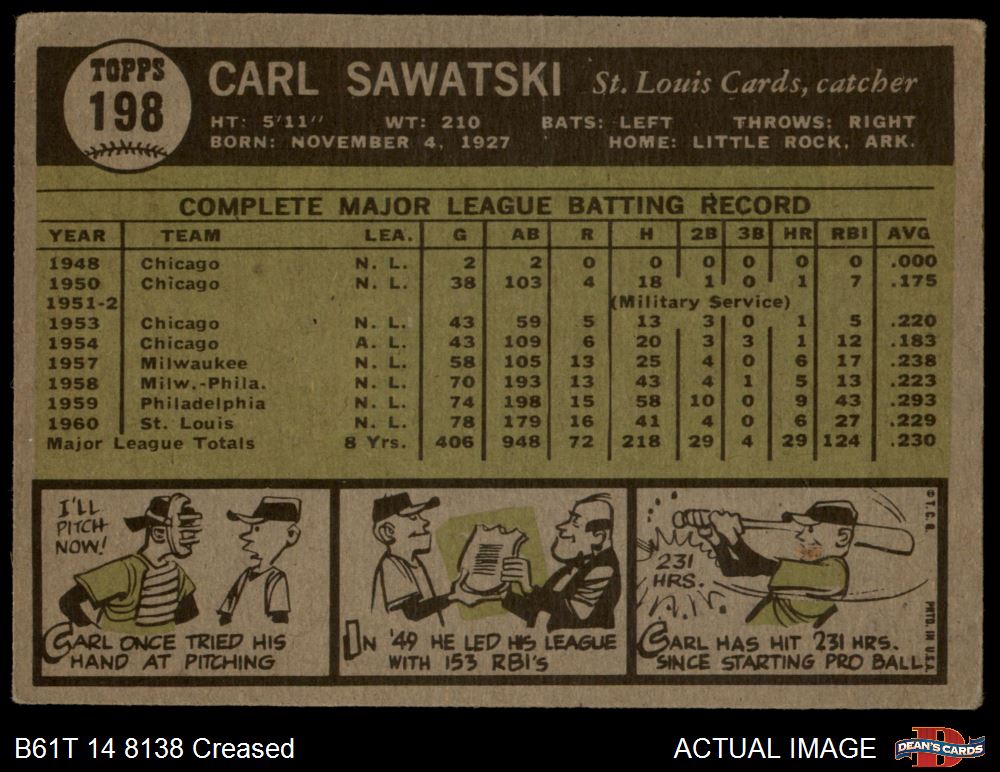 TOPPS
198
CARL SAWATSKI St. Louis Cards, catcher
HT: 5'11" WT: 210 BATS: LEFT THROWS: RIGHT
BORN: NOVEMBER 4, 1927 HOME: LITTLE ROCK, ARK.
COMPLETE MAJOR LEAGUE BATTING RECORD
YEAR TEAM LEA. G AB R H 2B 3B HR RBI AVG
1948 Chicago N. L. 2 2 0 0 0 0 0 0 .000
1950 Chicago N. L. 38 103 4 18 1 0 1 7 .175
1951-2 (Military Service)
1953 Chicago N. L. 43 59 5 13 3 0 1 5 .220
1954 Chicago A. L. 43 109 6 20 3 3 1 12 .183
1957 Milwaukee N. L. 58 105 13 25 4 0 6 17 .238
1958 Milw.-Phila. N. L. 70 193 13 43 4 1 5 13 .223
1959 Philadelphia N. L. 74 198 15 58 10 0 9 43 .293
1960 St. Louis N. L. 78 179 16 41 4 0 6 27 .229
Major League Totals 8 Yrs. 406 948 72 218 29 4 29 124 .230
I'LL
PITCH
NOW!
CARL ONCE TRIED HIS
HAND AT PITCHING
IN '49 HE LED HIS LEAGUE
WITH 153 RBI'S
231
HRS.
CARL HAS HIT 231 HRS.
SINCE STARTING PRO BALL
© T.C.G.
PRTD. IN U.S.A.
B61T 14 8138 Creased
ACTUAL IMAGE
D
DEAN'S CARDS